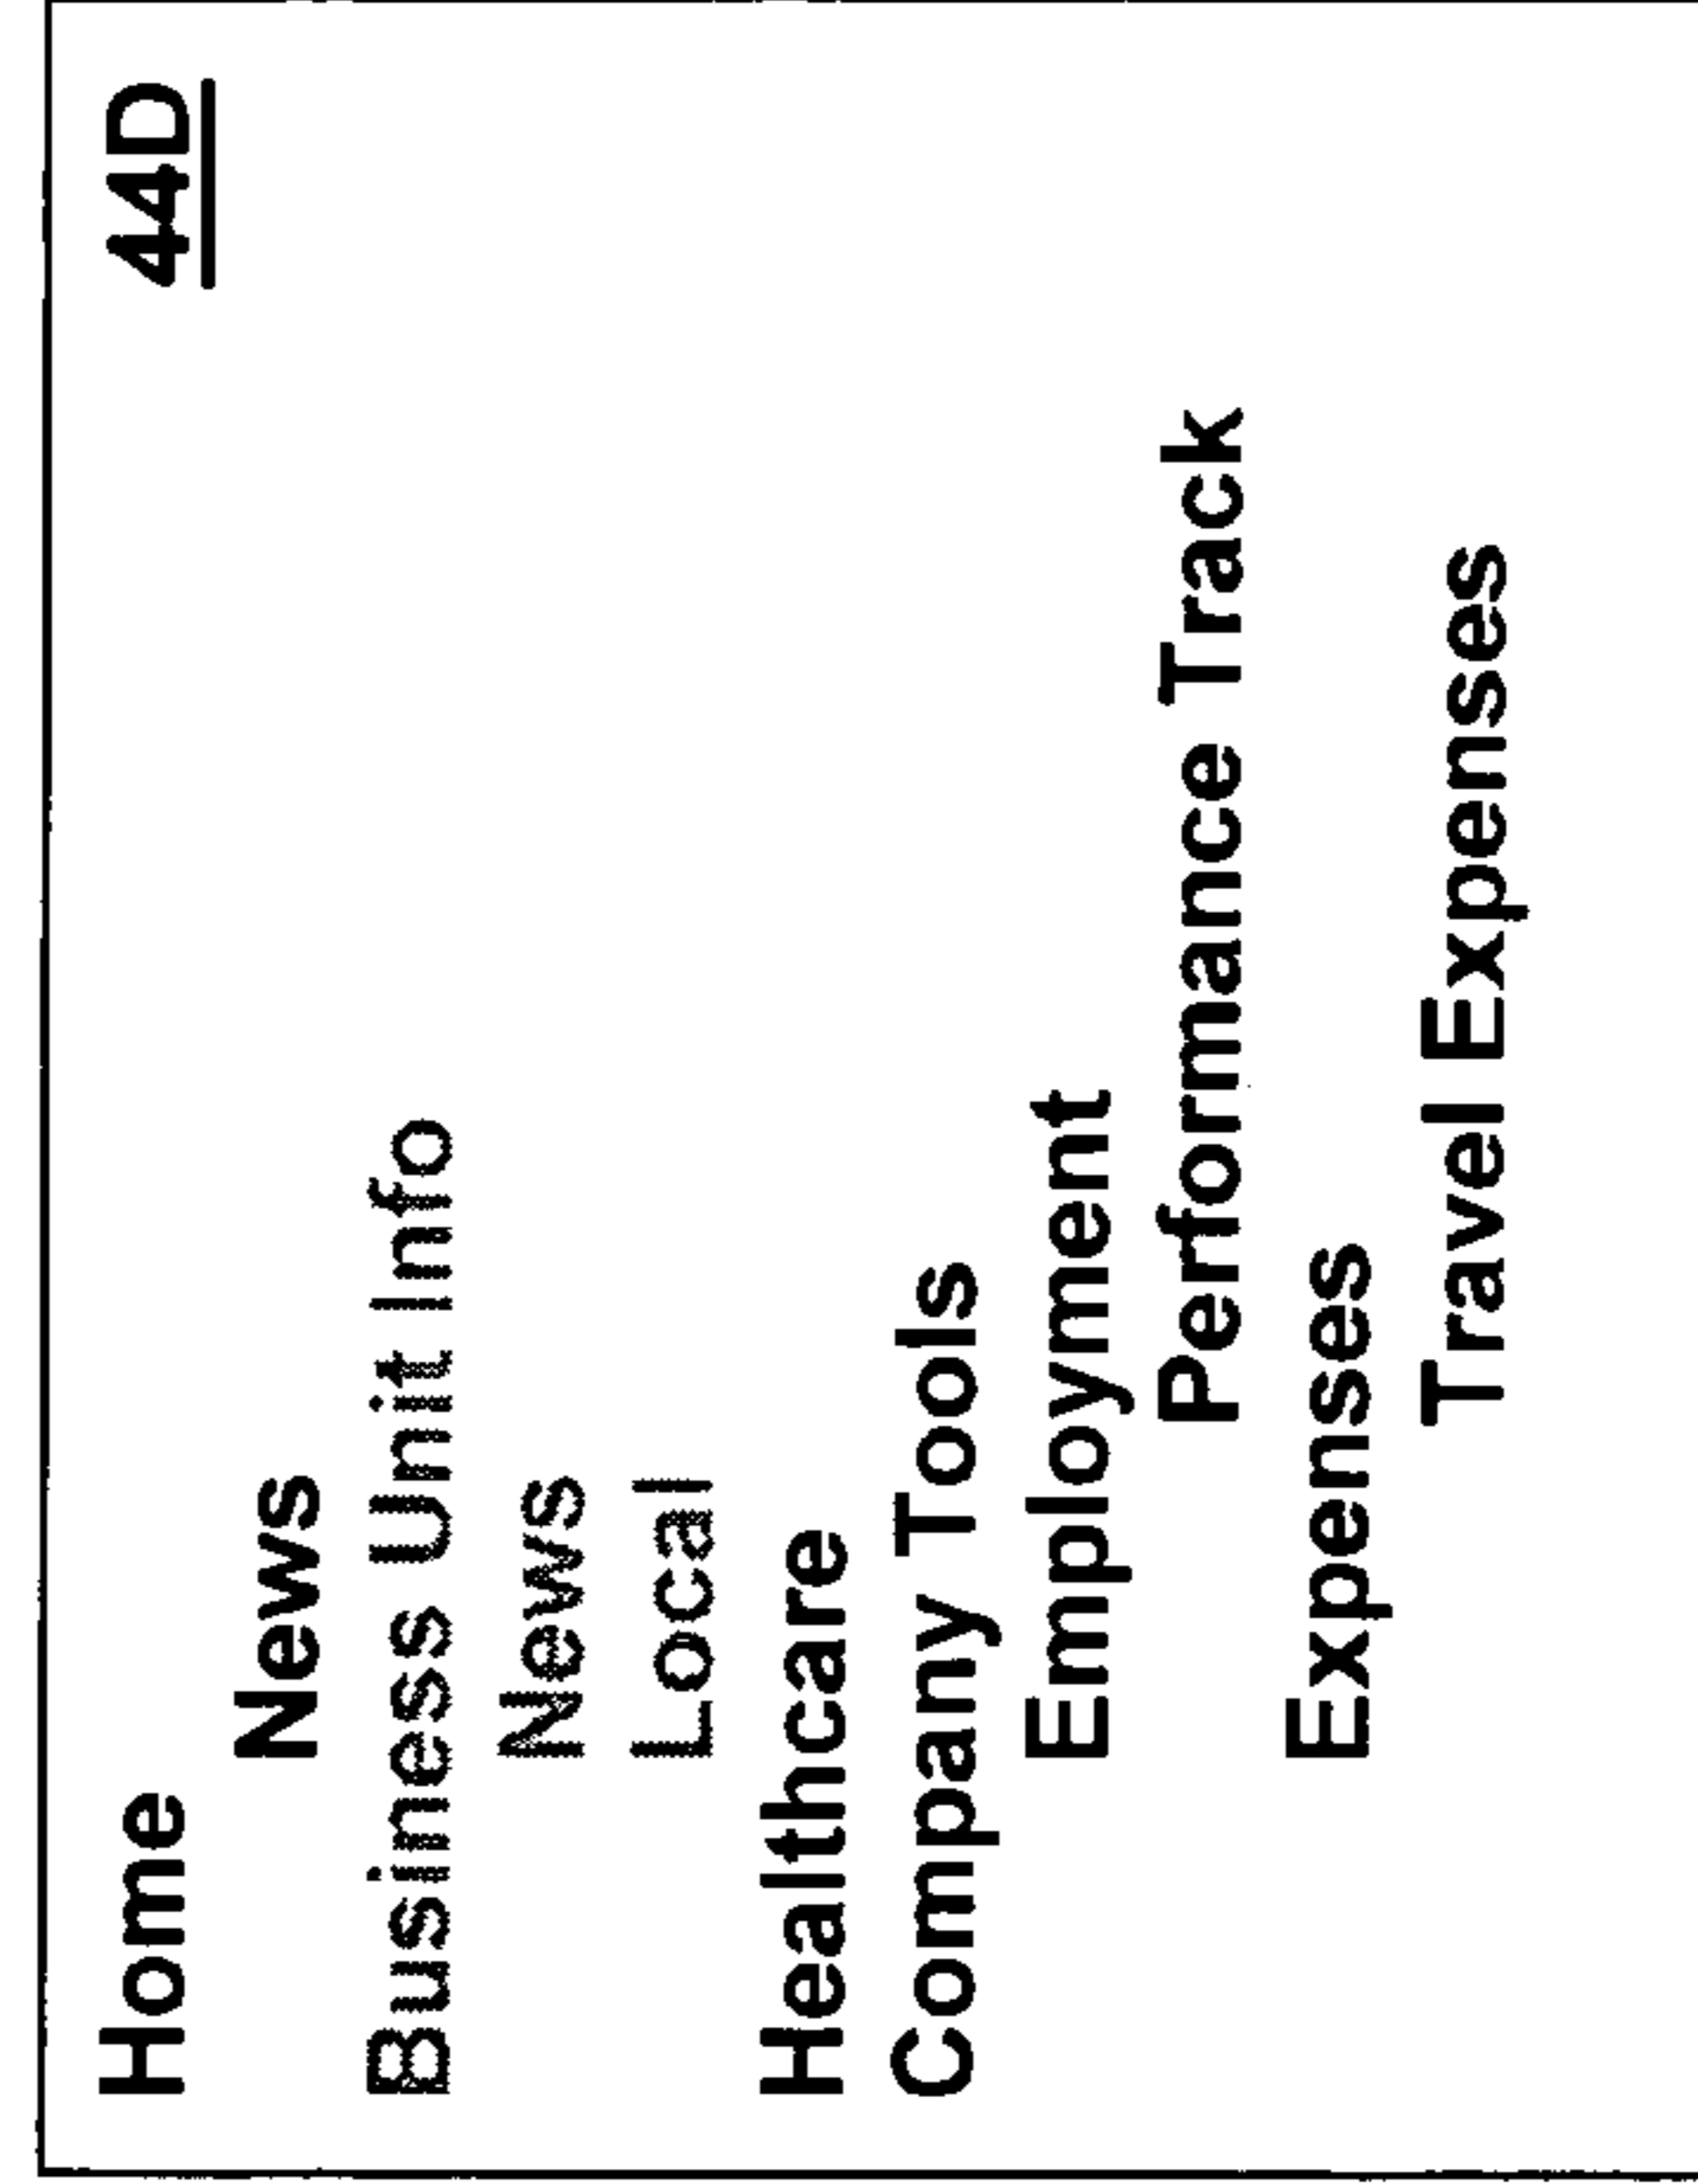 Home 44D
News
Business Unit Info
News
Local
Healthcare
Company Tools
Employment
Performance Track
Expenses
Travel Expenses